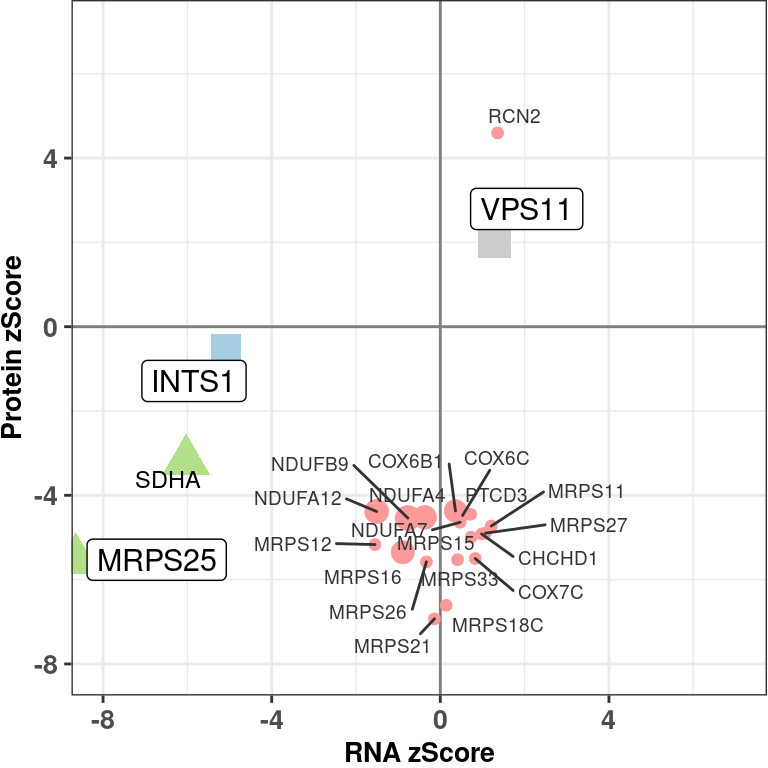 RCN2
4
VPS11
Protein zScore
0
INTS1
COX6B1
COX6C
NDUFB9
SDHA
MRPS11
NDUFA12
NDUFA4
PTCD3
-4
MRPS27
NDUFA7
MRPS12
MRPS15
MRPS25
CHCHD1
MRPS16
MRPS33
COX7C
MRPS26
MRPS18C
MRPS21
-8
-8
-4
0
4
RNA zScore